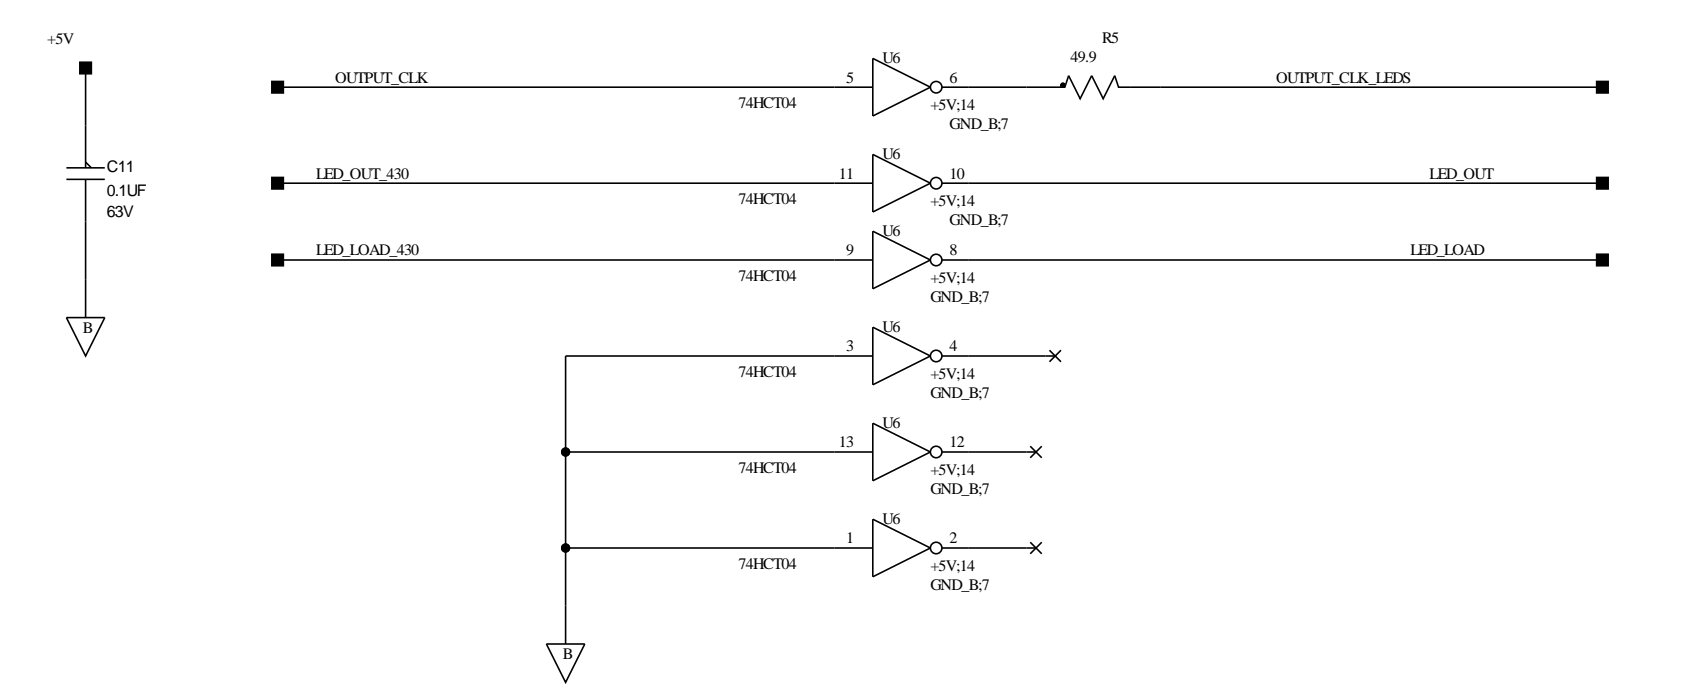 +5V
C11
0.1UF
63V
B
OUTPUT_CLK
5
U6
6
74HCT04
+5V;14
GND_B;7
R5
49.9
OUTPUT_CLK_LEDS
LED_OUT_430
11
U6
10
74HCT04
+5V;14
GND_B;7
LED_OUT
LED_LOAD_430
9
U6
8
74HCT04
+5V;14
GND_B;7
LED_LOAD
3
U6
4
74HCT04
+5V;14
GND_B;7
13
U6
12
74HCT04
+5V;14
GND_B;7
1
U6
2
74HCT04
+5V;14
GND_B;7
B